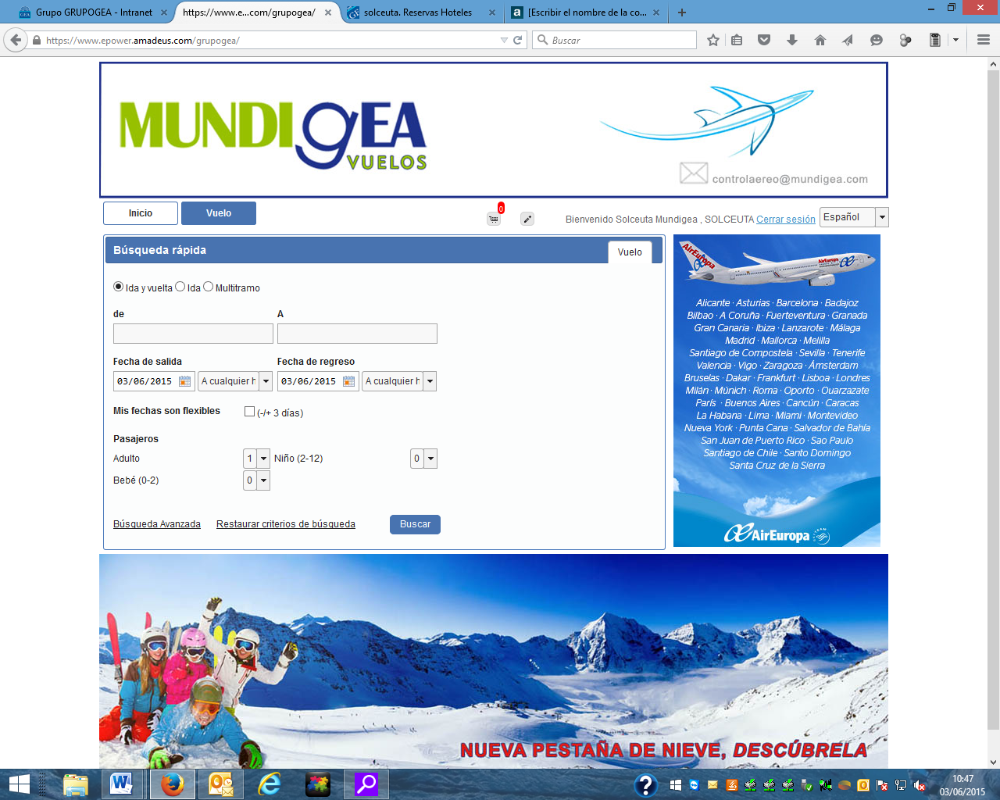 Grupo GRUPOGEA - Intranet
https://www.e...com/grupogea/
solceuta. Reservas Hoteles
a [Escribir el nombre de la co...
https://www.epower.amadeus.com/grupogea/
Buscar
MUNDIGEA
VUELOS
controlaereo@mundigea.com
Inicio
Vuelo
0
Bienvenido Solceuta Mundigea , SOLCEUTA Cerrar sesión
Español
Búsqueda rápida
Vuelo
Ida y vuelta Ida Multitramo
de A
Fecha de salida Fecha de regreso
03/06/2015 A cualquier h 03/06/2015 A cualquier h
Mis fechas son flexibles (-/+ 3 días)
Pasajeros
Adulto 1 Niño (2-12) 0
Bebé (0-2) 0
Búsqueda Avanzada Restaurar criterios de búsqueda Buscar
AirEuropa
AirEuropa
Alicante · Asturias · Barcelona · Badajoz
Bilbao · A Coruña · Fuerteventura · Granada
Gran Canaria · Ibiza · Lanzarote · Málaga
Madrid · Mallorca · Melilla
Santiago de Compostela · Sevilla · Tenerife
Valencia · Vigo · Zaragoza · Ámsterdam
Bruselas · Dakar · Frankfurt · Lisboa · Londres
Milán · Múnich · Roma · Oporto · Ouarzazate
París · Buenos Aires · Cancún · Caracas
La Habana · Lima · Miami · Montevideo
Nueva York · Punta Cana · Salvador de Bahía
San Juan de Puerto Rico · Sao Paulo
Santiago de Chile · Santo Domingo
Santa Cruz de la Sierra
AirEuropa
NUEVA PESTAÑA DE NIEVE, DESCÚBRELA
10:47
03/06/2015